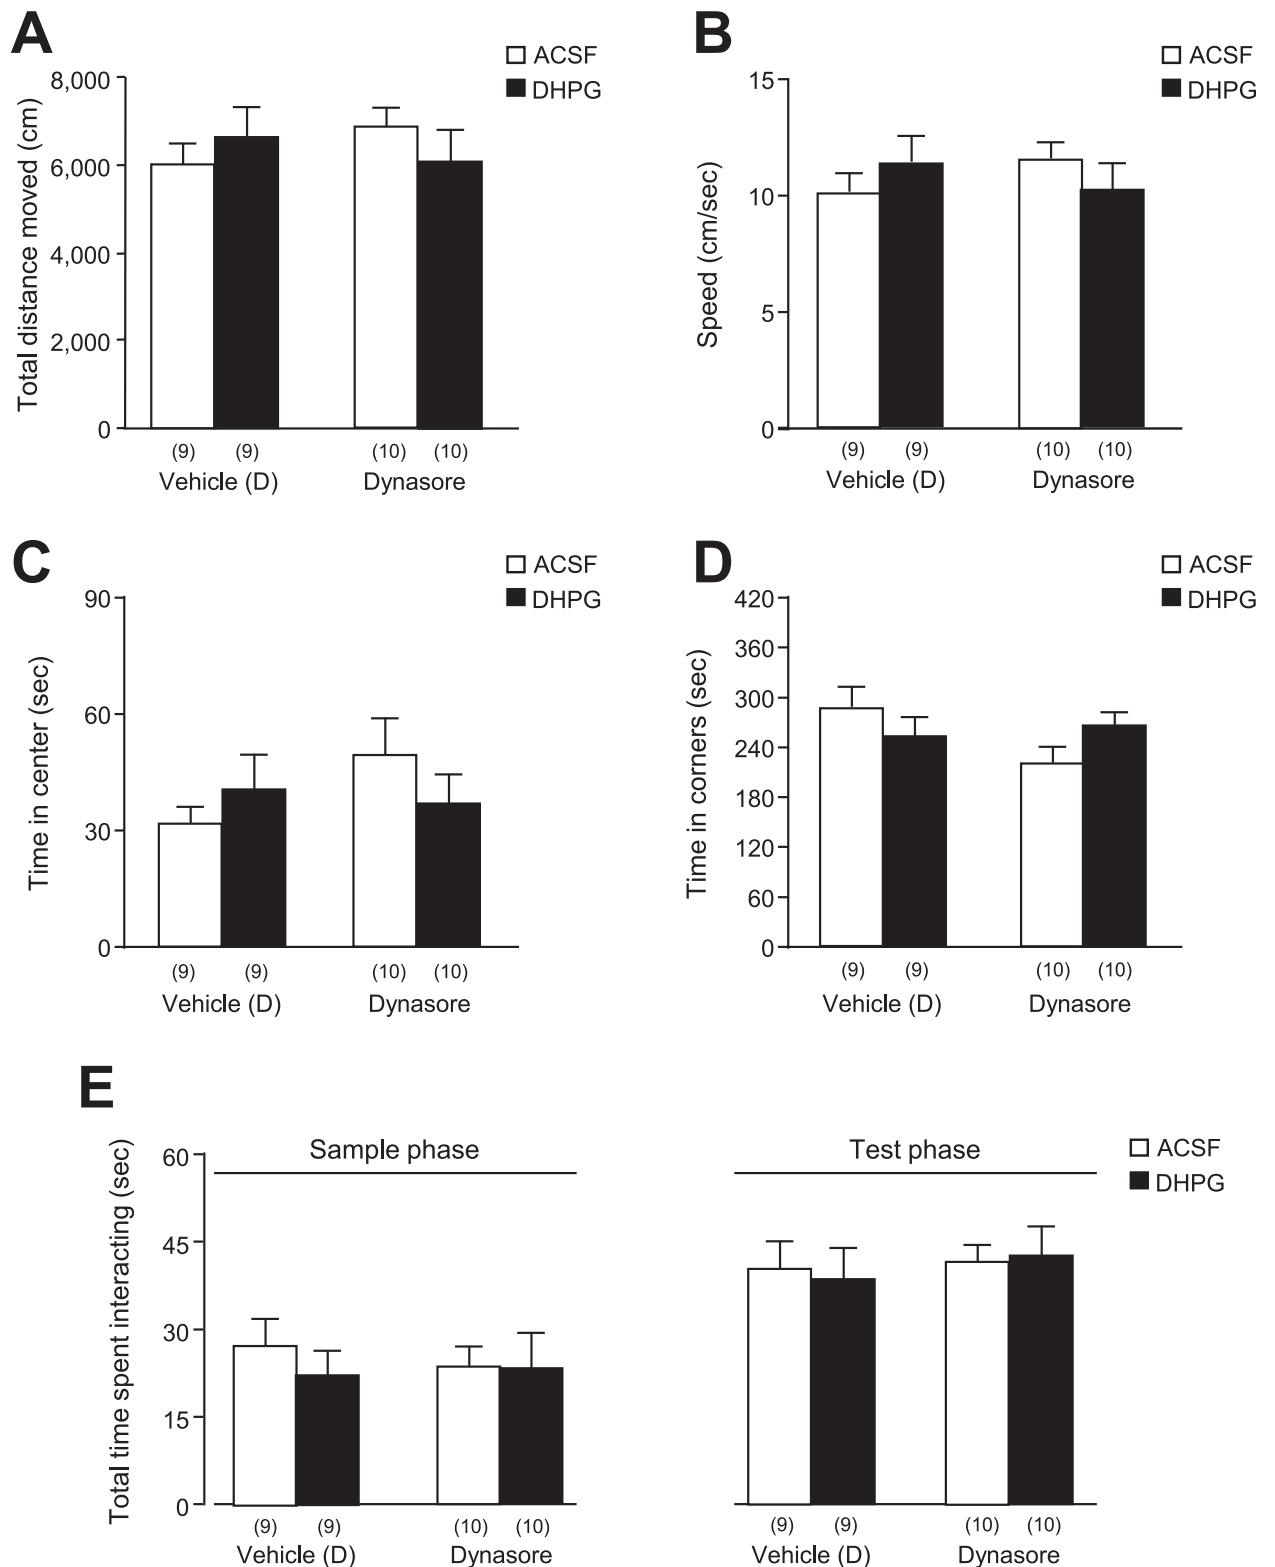 A
ACSF
DHPG
Total distance moved (cm)
8,000
6,000
4,000
2,000
0
(9) (9) (10) (10)
Vehicle (D) Dynasore
B
ACSF
DHPG
Speed (cm/sec)
15
10
5
0
(9) (9) (10) (10)
Vehicle (D) Dynasore
C
ACSF
DHPG
Time in center (sec)
90
60
30
0
(9) (9) (10) (10)
Vehicle (D) Dynasore
D
ACSF
DHPG
Time in corners (sec)
420
360
300
240
180
120
60
0
(9) (9) (10) (10)
Vehicle (D) Dynasore
E
Sample phase
Test phase
ACSF
DHPG
Total time spent interacting (sec)
60
45
30
15
0
(9) (9) (10) (10)
Vehicle (D) Dynasore
(9) (9) (10) (10)
Vehicle (D) Dynasore